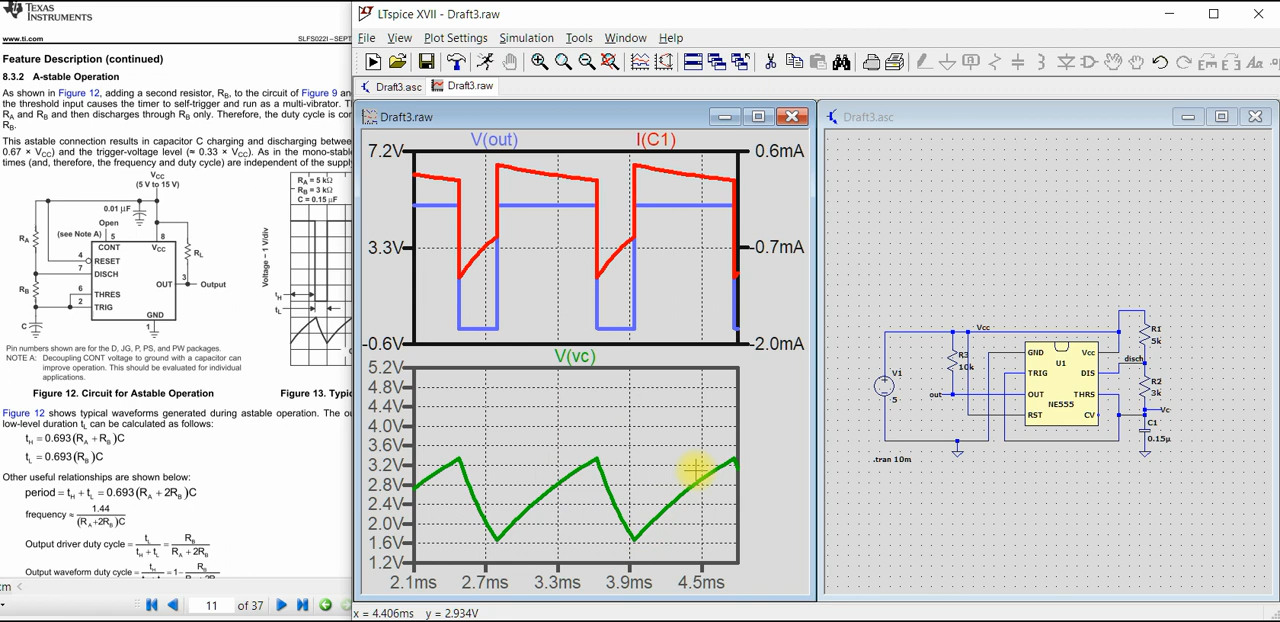 TEXAS
INSTRUMENTS
www.ti.com
SLFS022I–SEPT
Feature Description (continued)
8.3.2 A-stable Operation
As shown in Figure 12, adding a second resistor, RB, to the circuit of Figure 9 and
the threshold input causes the timer to self-trigger and run as a multi-vibrator. T
RA and RB and then discharges through RB only. Therefore, the duty cycle is con
RB.
This astable connection results in capacitor C charging and discharging betwee
0.67 × VCC) and the trigger-voltage level (≈ 0.33 × VCC). As in the mono-stab
times (and, therefore, the frequency and duty cycle) are independent of the supply
VCC
(5 V to 15 V)
0.01 μF
Open
(see Note A)
5
8
CONT
VCC
RA
4
RESET
7
DISCH
RL
3
OUT
Output
RB
6
THRES
2
TRIG
C
GND
1
RA = 5 kΩ
RB = 3 kΩ
C = 0.15 μF
Voltage – 1 V/div
tH
tL
Pin numbers shown are for the D, JG, P, PS, and PW packages.
NOTE A: Decoupling CONT voltage to ground with a capacitor can
improve operation. This should be evaluated for individual
applications.
Figure 12. Circuit for Astable Operation
Figure 13. Typic
Figure 12 shows typical waveforms generated during astable operation. The ou
low-level duration tL can be calculated as follows:
tH = 0.693(RA + RB)C
tL = 0.693(RB)C
Other useful relationships are shown below:
period = tH + tL = 0.693(RA + 2RB)C
frequency ≈ 1.44
(RA+2RB)C
Output driver duty cycle = tL = RB
tH + tL RA + 2RB
Output waveform duty cycle = tH = 1– RB
11 of 37
LTspice XVII - Draft3.raw
File View Plot Settings Simulation Tools Window Help
Draft3.asc Draft3.raw
Draft3.raw
V(out) I(C1)
7.2V 0.6mA
3.3V -0.7mA
-0.6V -2.0mA
V(vc)
5.2V
4.8V
4.4V
4.0V
3.6V
3.2V
2.8V
2.4V
2.0V
1.6V
1.2V
2.1ms 2.7ms 3.3ms 3.9ms 4.5ms
x = 4.406ms y = 2.934V
Draft3.asc
Vcc
R1
5k
R3
10k
V1
5
GND Vcc
U1
disch
TRIG DIS
R2
3k
out
OUT THRS
NE555
Vc
RST CV
C1
0.15μ
.tran 10m